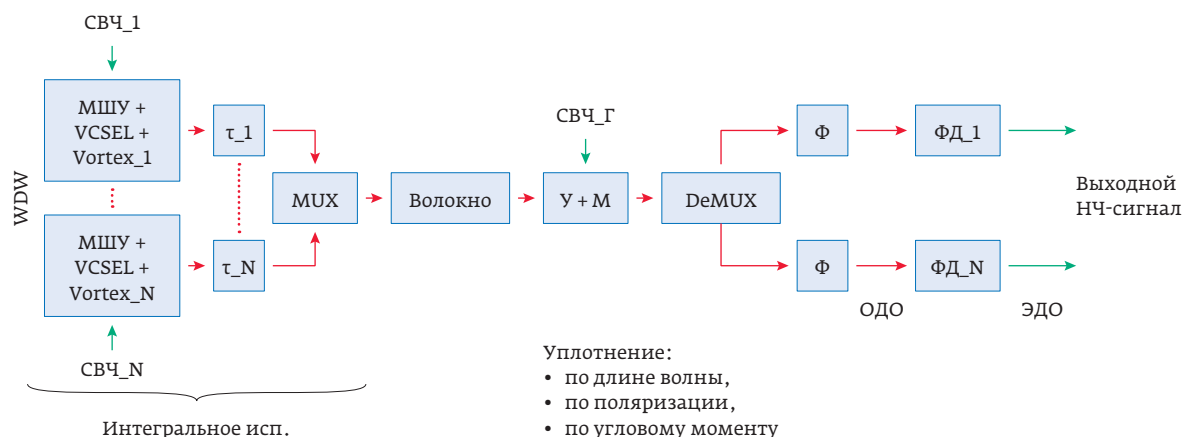 СВЧ_1
МШУ +
VCSEL +
Vortex_1
τ_1
WDW
СВЧ_Г
MUX
Волокно
У + М
DeMUX
Ф
ФД_1
Выходной
НЧ-сигнал
МШУ +
VCSEL +
Vortex_N
τ_N
Ф
ФД_N
ОДО
ЭДО
СВЧ_N
Интегральное исп.
Уплотнение:
• по длине волны,
• по поляризации,
• по угловому моменту